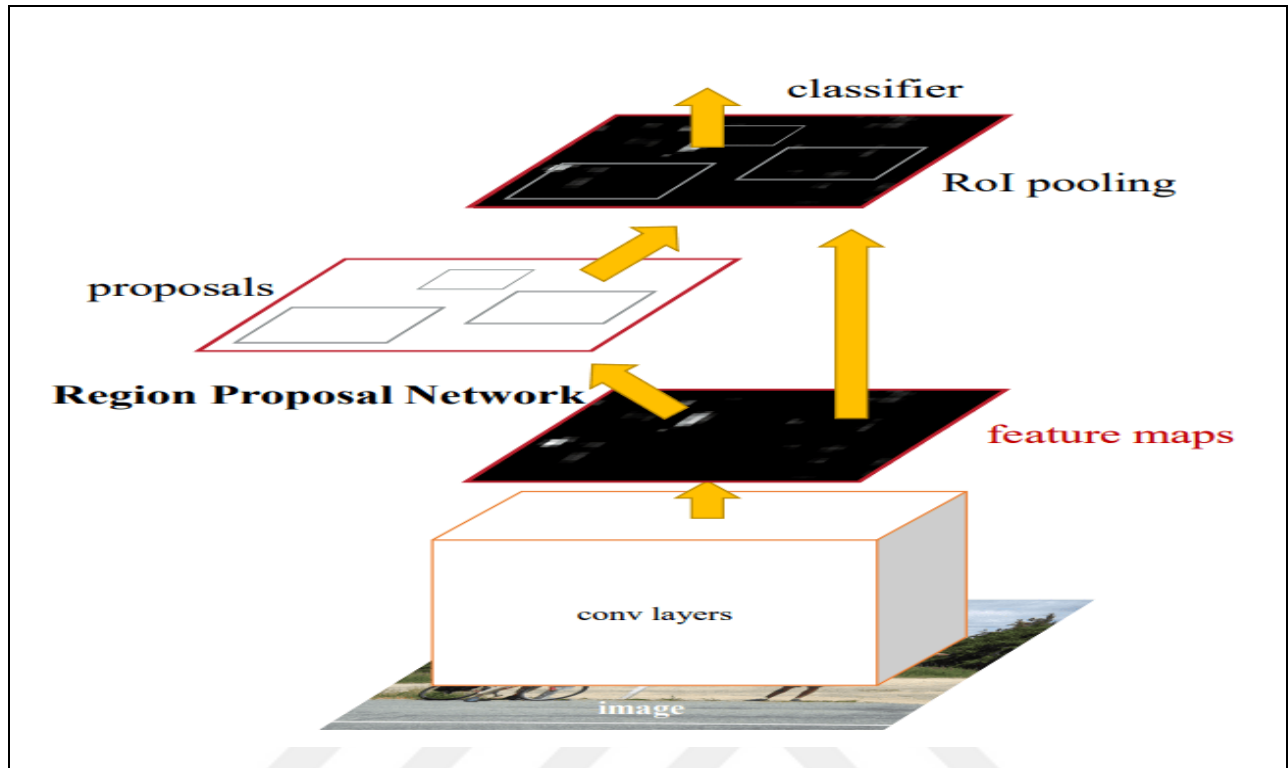 classifier
RoI pooling
proposals
Region Proposal Network
feature maps
conv layers
image